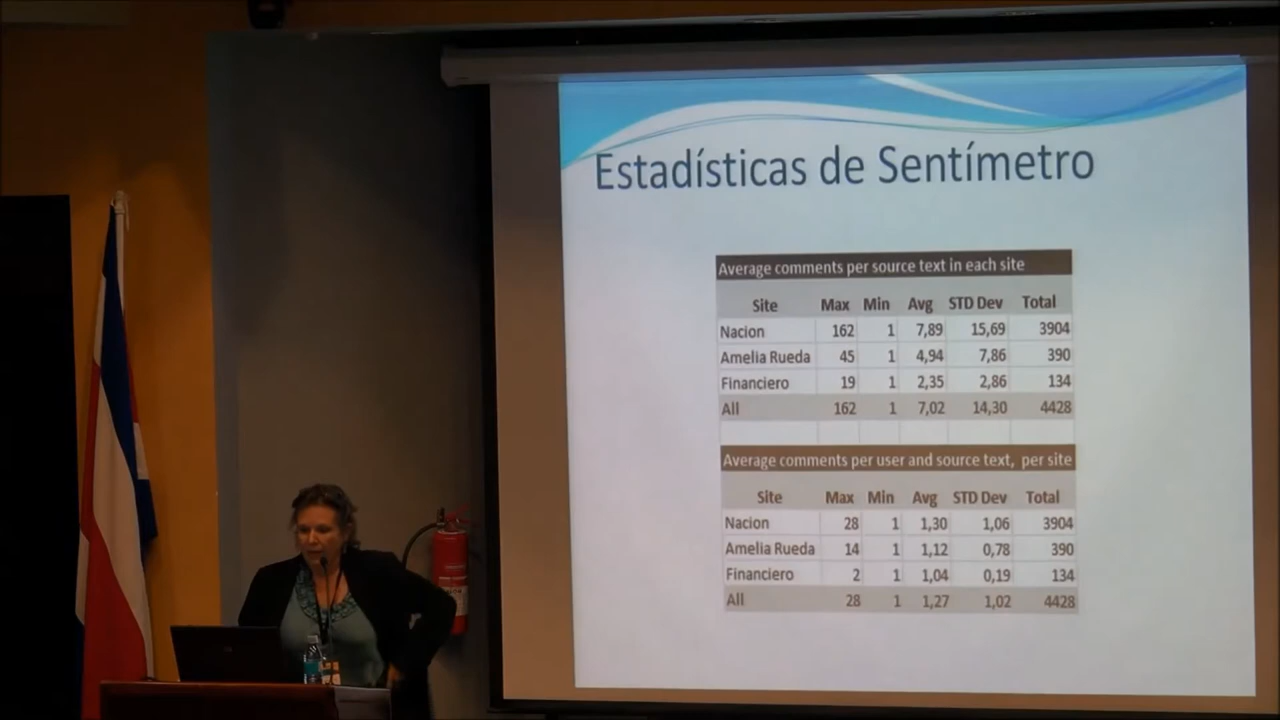 Estadísticas de Sentímetro
Average comments per source text in each site
Site Max Min Avg STD Dev Total
Nacion 162 1 7,89 15,69 3904
Amelia Rueda 45 1 4,94 7,86 390
Financiero 19 1 2,35 2,86 134
All 162 1 7,02 14,30 4428
Average comments per user and source text, per site
Site Max Min Avg STD Dev Total
Nacion 28 1 1,30 1,06 3904
Amelia Rueda 14 1 1,12 0,78 390
Financiero 2 1 1,04 0,19 134
All 28 1 1,27 1,02 4428